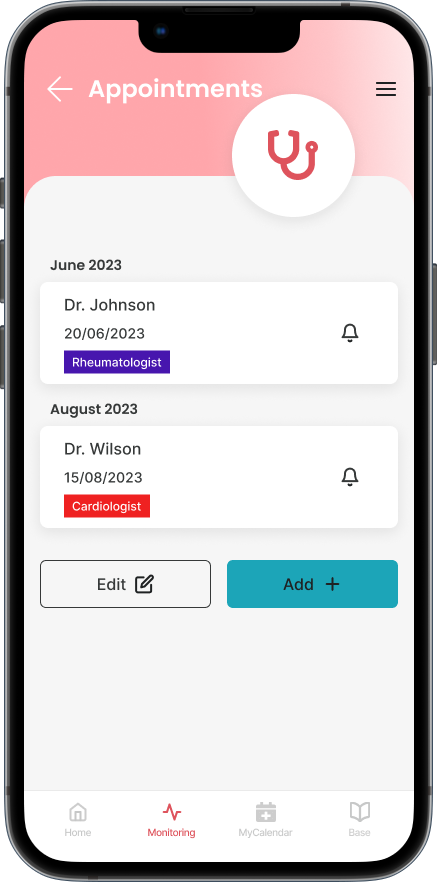 Appointments
June 2023
Dr. Johnson
20/06/2023
Rheumatologist
August 2023
Dr. Wilson
15/08/2023
Cardiologist
Edit
Add
Home
Monitoring
MyCalendar
Base